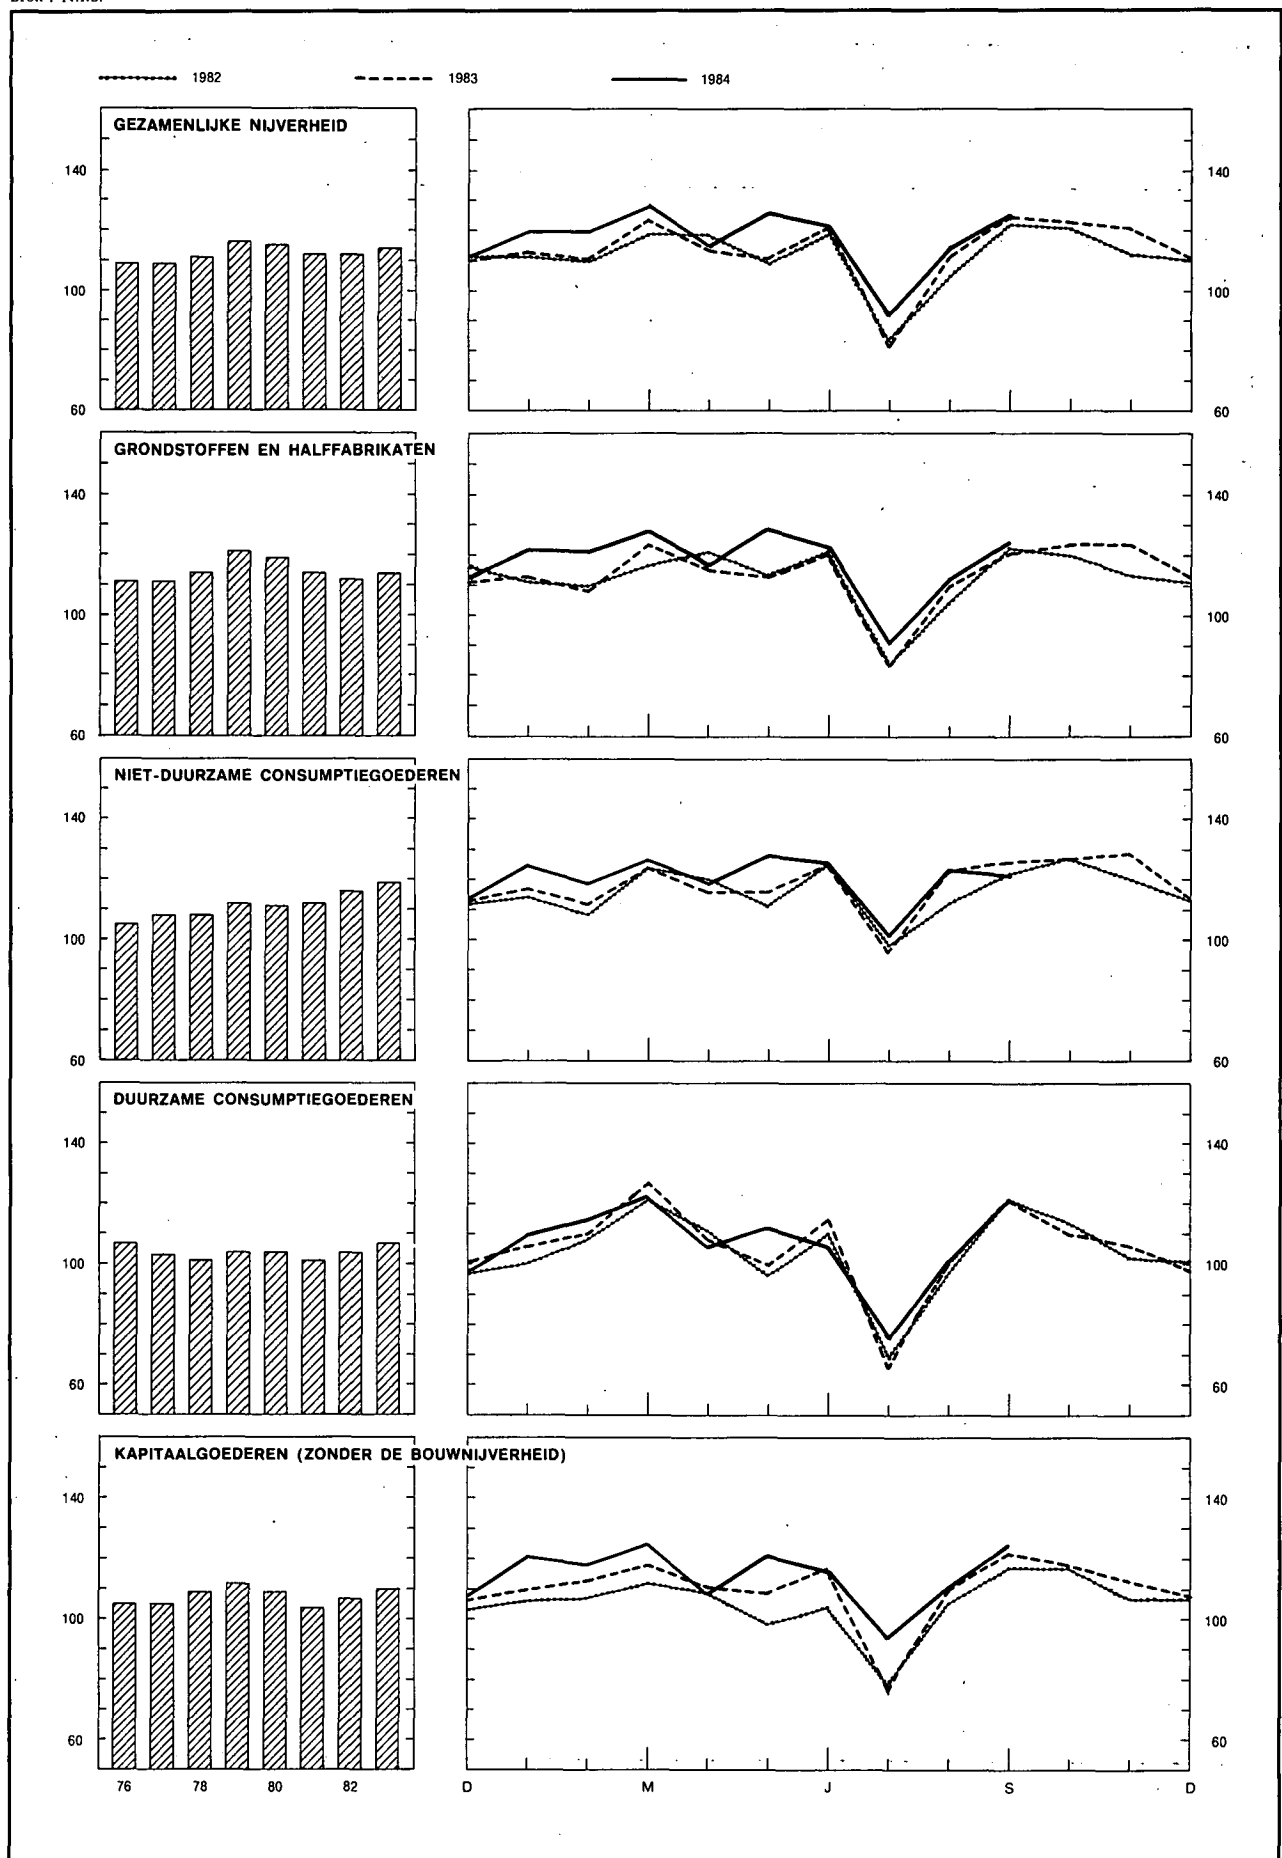 1982 1983 1984
GEZAMENLIJKE NIJVERHEID
140 140
100 100
60 60
GRONDSTOFFEN EN HALFFABRIKATEN
140 140
100 100
60 60
NIET-DUURZAME CONSUMPTIEGOEDEREN
140 140
100 100
60 60
DUURZAME CONSUMPTIEGOEDEREN
140 140
100 100
60 60
KAPITAALGOEDEREN (ZONDER DE BOUWNIJVERHEID)
140 140
100 100
60 60
76 78 80 82 D M J S D